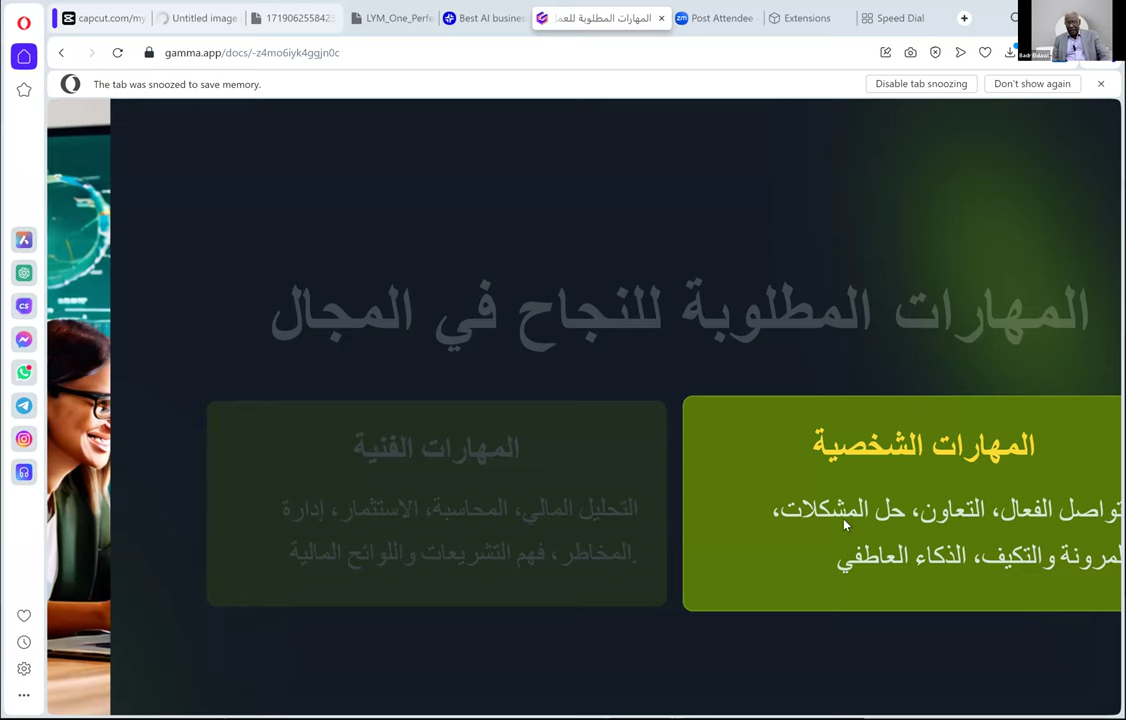 capcut.com/my
Untitled image
1719062558423
LYM_One_Perfe
Best AI busines
المهارات المطلوبة للعمل
Post Attendee
Extensions
Speed Dial
gamma.app/docs/-z4mo6iyk4ggjn0c
The tab was snoozed to save memory.
Disable tab snoozing
Don't show again
المهارات المطلوبة للنجاح في المجال
المهارات الشخصية
تواصل الفعال، التعاون، حل المشكلات،
لمرونة والتكيف، الذكاء العاطفي
المهارات الفنية
التحليل المالي، المحاسبة، الاستثمار، إدارة
المخاطر، فهم التشريعات واللوائح المالية.